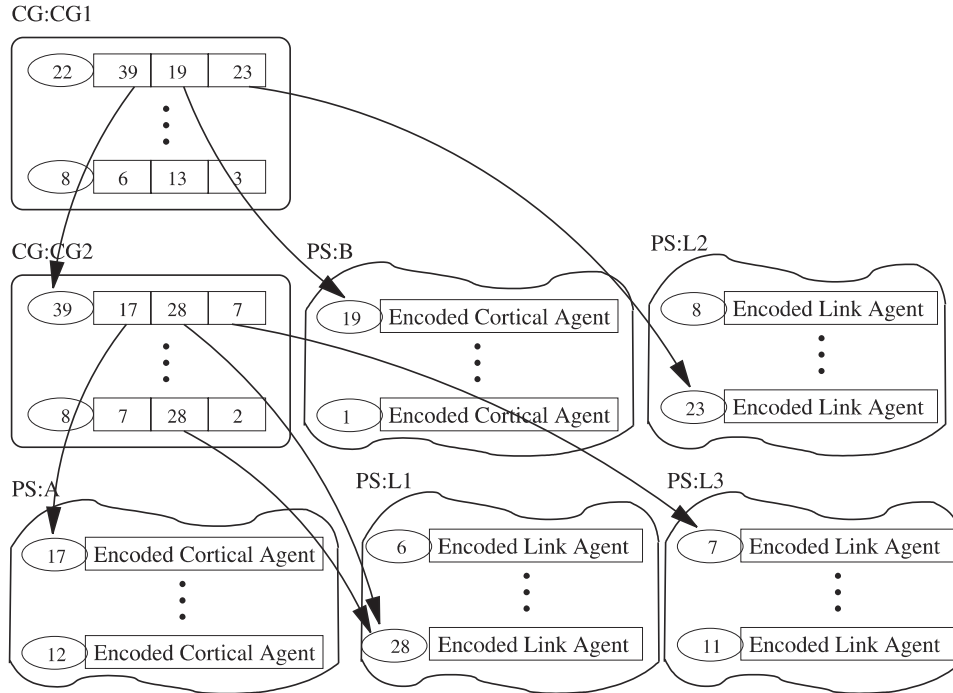 CG:CG1
22 39 19 23
8 6 13 3
CG:CG2
39 17 28 7
8 7 28 2
PS:B
19 Encoded Cortical Agent
1 Encoded Cortical Agent
PS:L2
8 Encoded Link Agent
23 Encoded Link Agent
PS:A
17 Encoded Cortical Agent
12 Encoded Cortical Agent
PS:L1
6 Encoded Link Agent
28 Encoded Link Agent
PS:L3
7 Encoded Link Agent
11 Encoded Link Agent